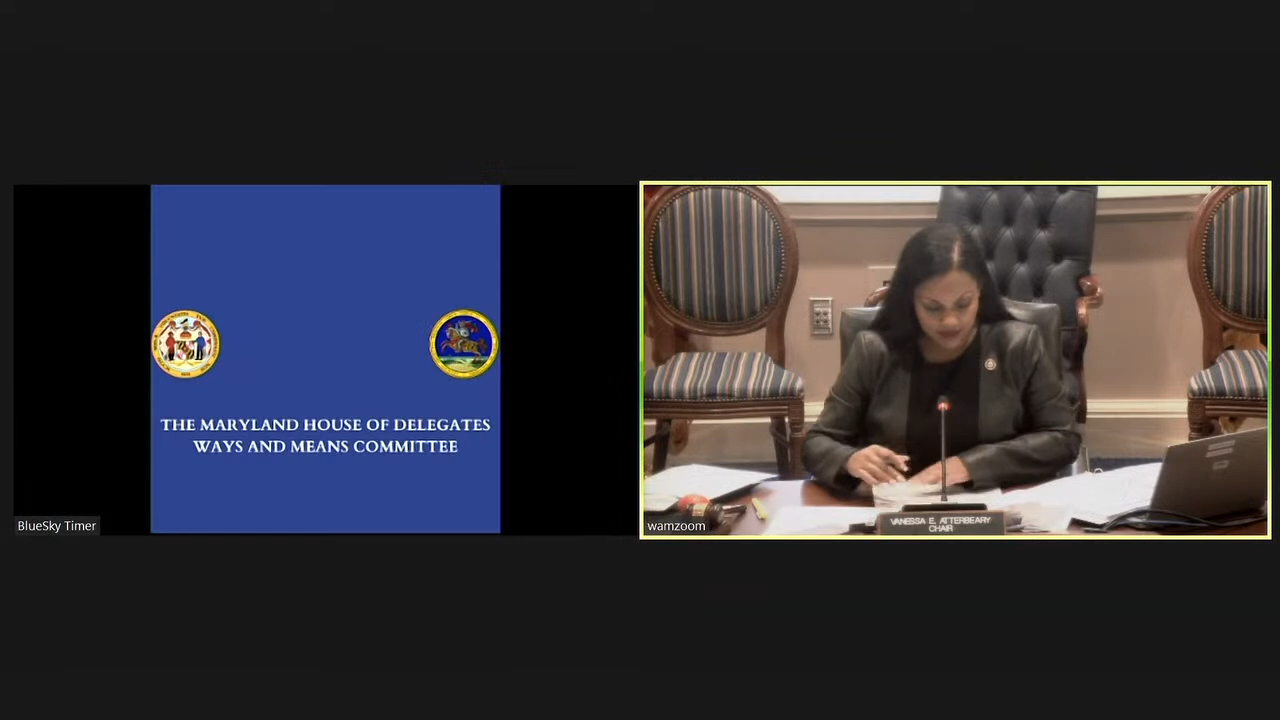 THE MARYLAND HOUSE OF DELEGATES
WAYS AND MEANS COMMITTEE
BlueSky Timer
wamzoom
VANESSA E. ATTERBEARY
CHAIR